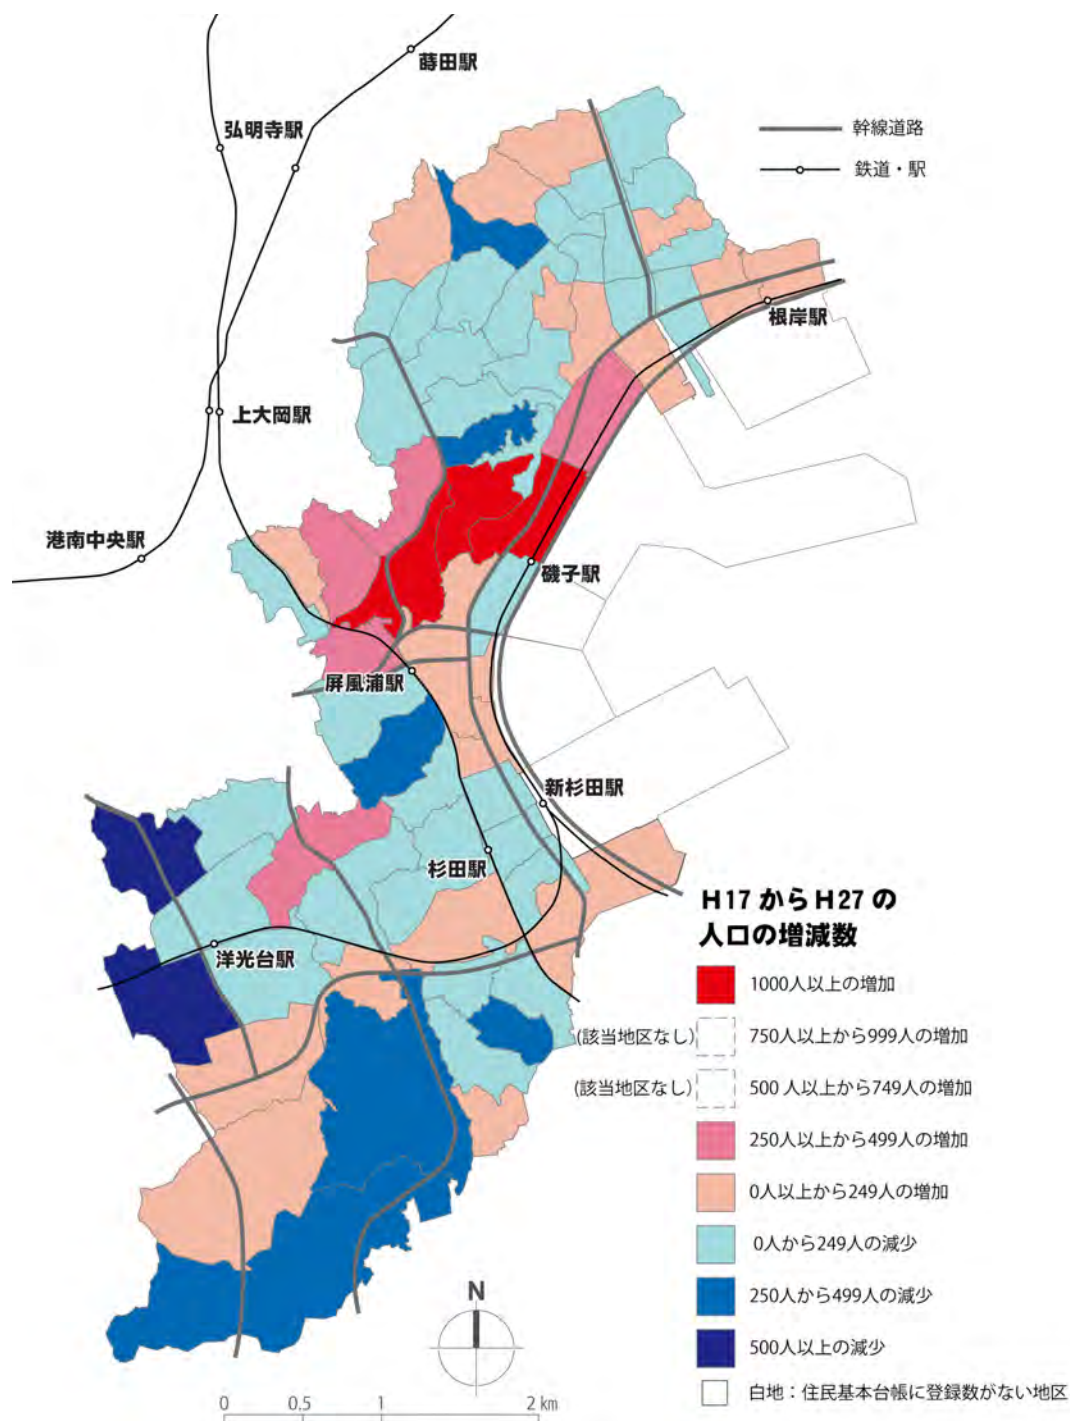 蒔田駅
弘明寺駅
幹線道路
鉄道・駅
根岸駅
上大岡駅
港南中央駅
磯子駅
屏風浦駅
新杉田駅
杉田駅
洋光台駅
H17 から H27 の
人口の増減数
1000人以上の増加
(該当地区なし) 750人以上から999人の増加
(該当地区なし) 500 人以上から749人の増加
250人以上から499人の増加
0人以上から249人の増加
0人から249人の減少
250人から499人の減少
500人以上の減少
白地：住民基本台帳に登録数がない地区
N
0 0.5 1 2 km